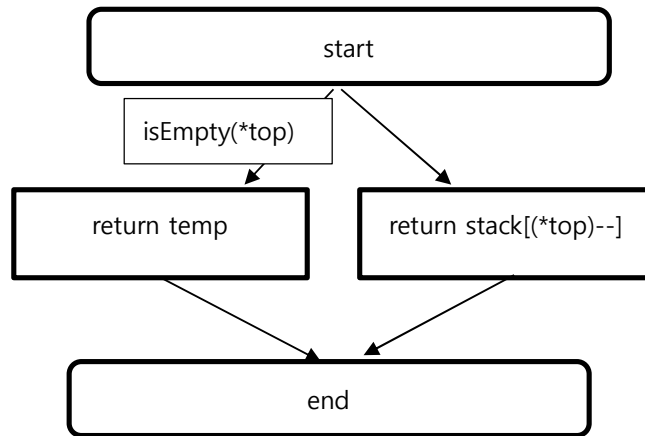 start
isEmpty(*top)
return temp
return stack[(*top)--]
end